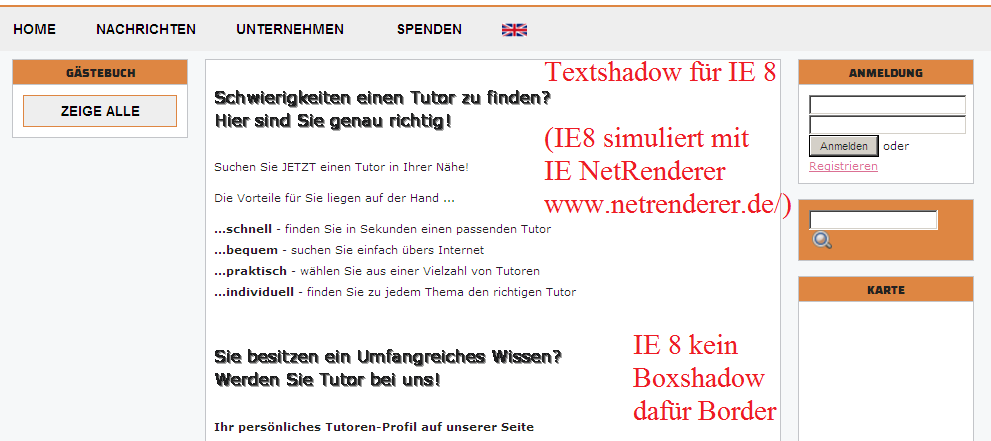 HOME NACHRICHTEN UNTERNEHMEN SPENDEN
GÄSTEBUCH
ZEIGE ALLE
Schwierigkeiten einen Tutor zu finden?
Hier sind Sie genau richtig!
Suchen Sie JETZT einen Tutor in Ihrer Nähe!
Die Vorteile für Sie liegen auf der Hand ...
...schnell - finden Sie in Sekunden einen passenden Tutor
...bequem - suchen Sie einfach übers Internet
...praktisch - wählen Sie aus einer Vielzahl von Tutoren
...individuell - finden Sie zu jedem Thema den richtigen Tutor
Sie besitzen ein Umfangreiches Wissen?
Werden Sie Tutor bei uns!
Ihr persönliches Tutoren-Profil auf unserer Seite
Textshadow für IE 8
(IE8 simuliert mit
IE NetRenderer
www.netrenderer.de/)
IE 8 kein
Boxshadow
dafür Border
ANMELDUNG
Anmelden oder
Registrieren
KARTE